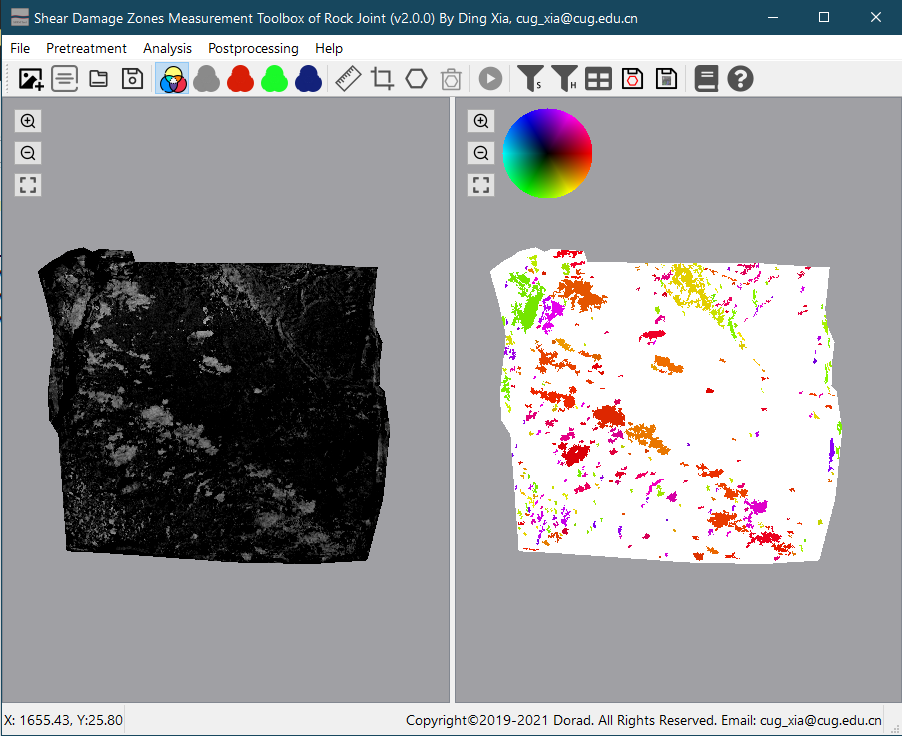 Shear Damage Zones Measurement Toolbox of Rock Joint (v2.0.0) By Ding Xia, cug_xia@cug.edu.cn
File Pretreatment Analysis Postprocessing Help
S H
X: 1655.43, Y:25.80 Copyright©2019-2021 Dorad. All Rights Reserved. Email: cug_xia@cug.edu.cn